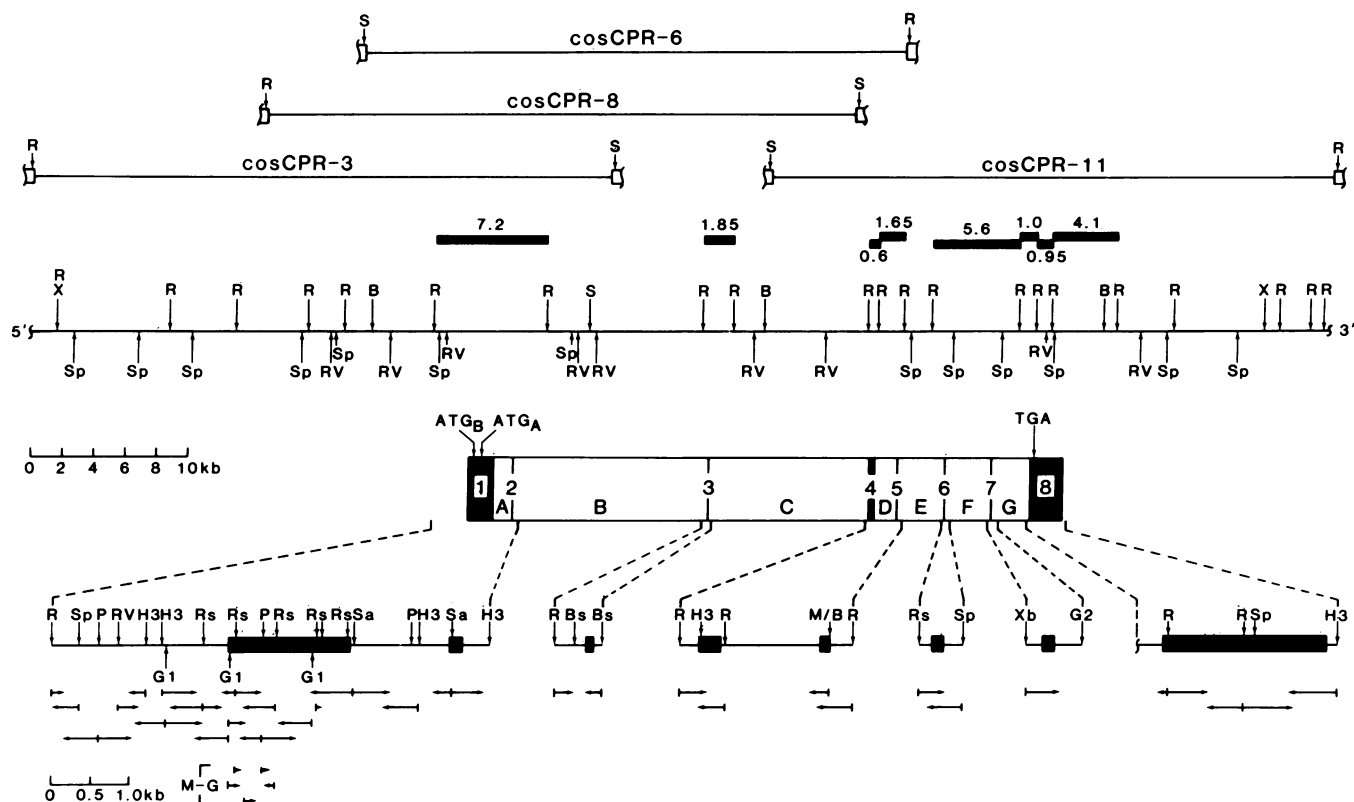 S R
cosCPR-6
R S
cosCPR-8
R S S R
cosCPR-3 cosCPR-11
7.2 1.85 1.65 1.0 4.1
0.6 5.6 0.95
R
X R R R R B R R S R R B R R R R R R R B R R X R R R
5' 3'
Sp RV Sp RV
Sp Sp Sp Sp RV RV Sp RV RV RV RV Sp Sp Sp Sp RV Sp Sp
ATGB ATGA TGA
0 2 4 6 8 10kb
1 2 3 4 5 6 7 8
A B C D E F G
R Sp P RV H3 H3 Rs Rs P Rs Rs Rs Sa P H3 Sa H3 R Bs Bs R H3 R M/B R Rs Sp Xb G2 R R Sp H3
G1 G1 G1
0 0.5 1.0kb
M-G